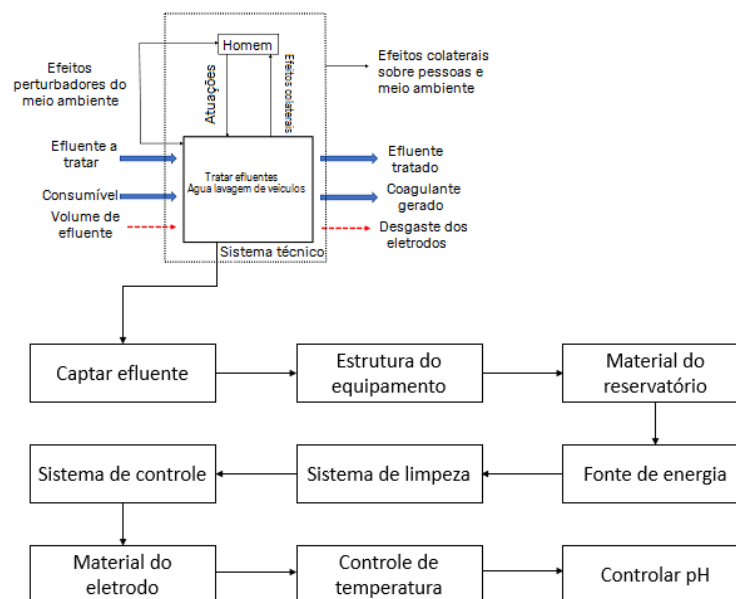 Homem
Efeitos
perturbadores do
meio ambiente
Atuações
Efeitos colaterais
Efeitos colaterais
sobre pessoas e
meio ambiente
Efluente a
tratar
Consumível
Volume de
efluente
Tratar efluentes
Água lavagem de veículos
Sistema técnico
Efluente
tratado
Coagulante
gerado
Desgaste dos
eletrodos
Captar efluente
Estrutura do
equipamento
Material do
reservatório
Sistema de controle
Sistema de limpeza
Fonte de energia
Material do
eletrodo
Controle de
temperatura
Controlar pH